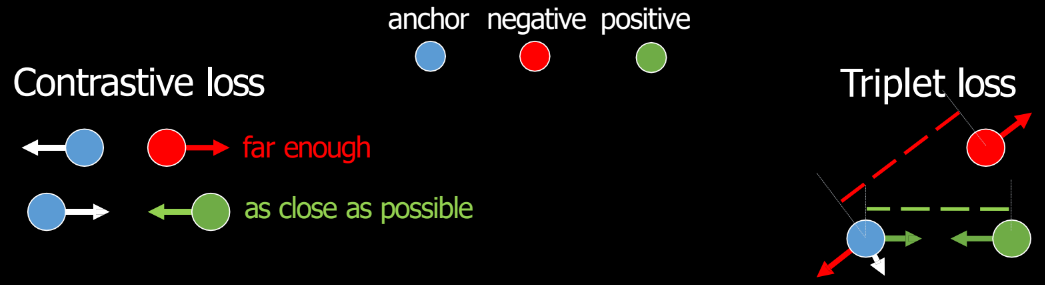 anchor negative positive
Contrastive loss
Triplet loss
far enough
as close as possible